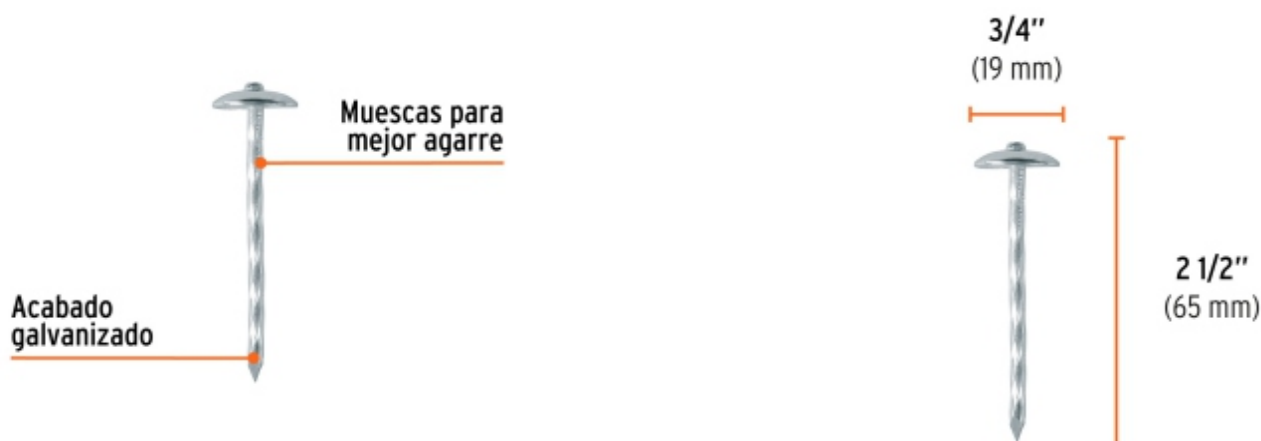 Muescas para
mejor agarre
Acabado
galvanizado
3/4"
(19 mm)
2 1/2"
(65 mm)